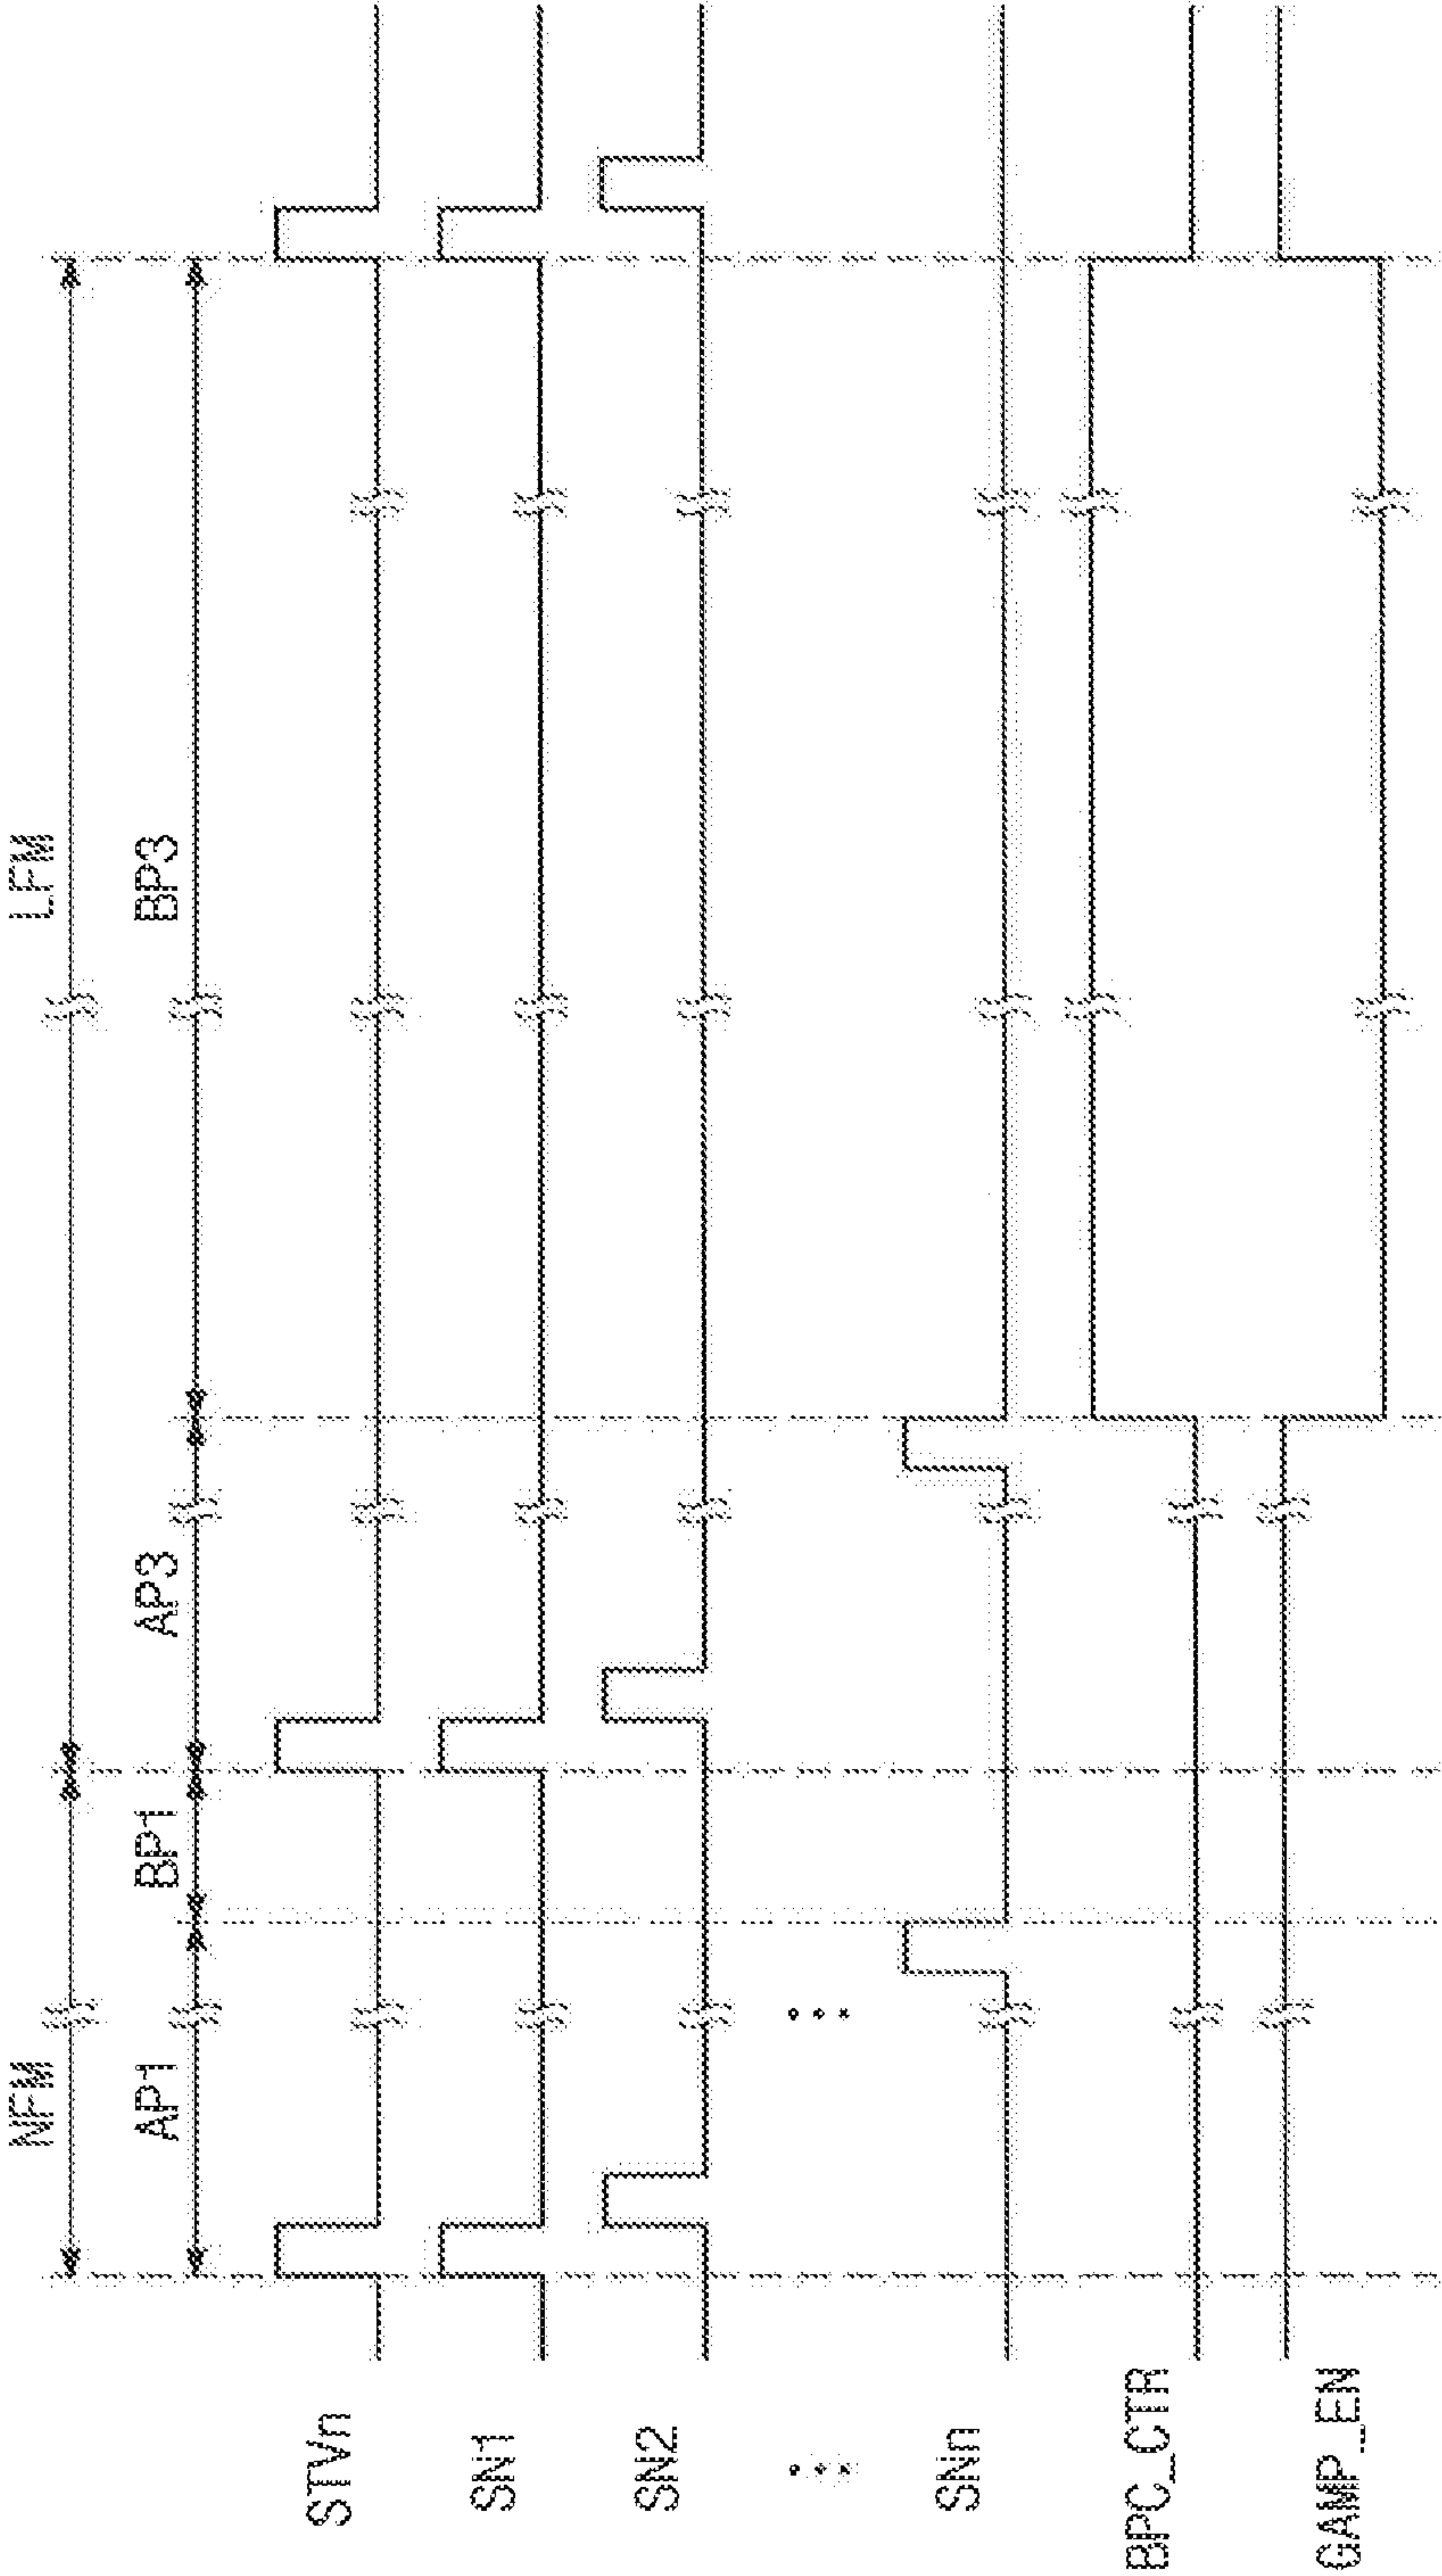 NFM LFM
AP1 BP1 AP3 BP3
STVn
SN1
SN2
SNn
BPC_CTR
GAMP_EN